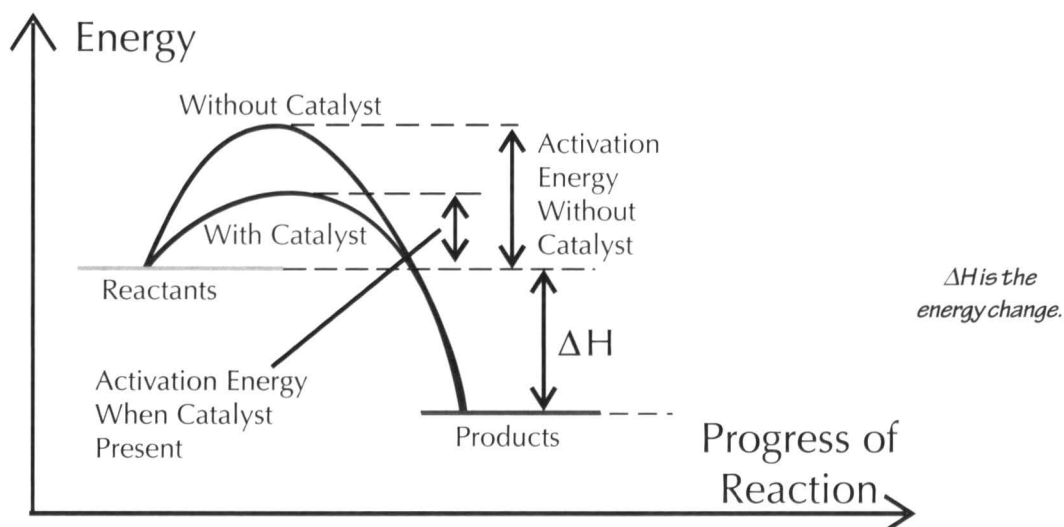 Energy
Without Catalyst
Activation
Energy
Without
Catalyst
With Catalyst
Reactants
ΔH is the
energy change.
ΔH
Activation Energy
When Catalyst
Present
Products
Progress of
Reaction